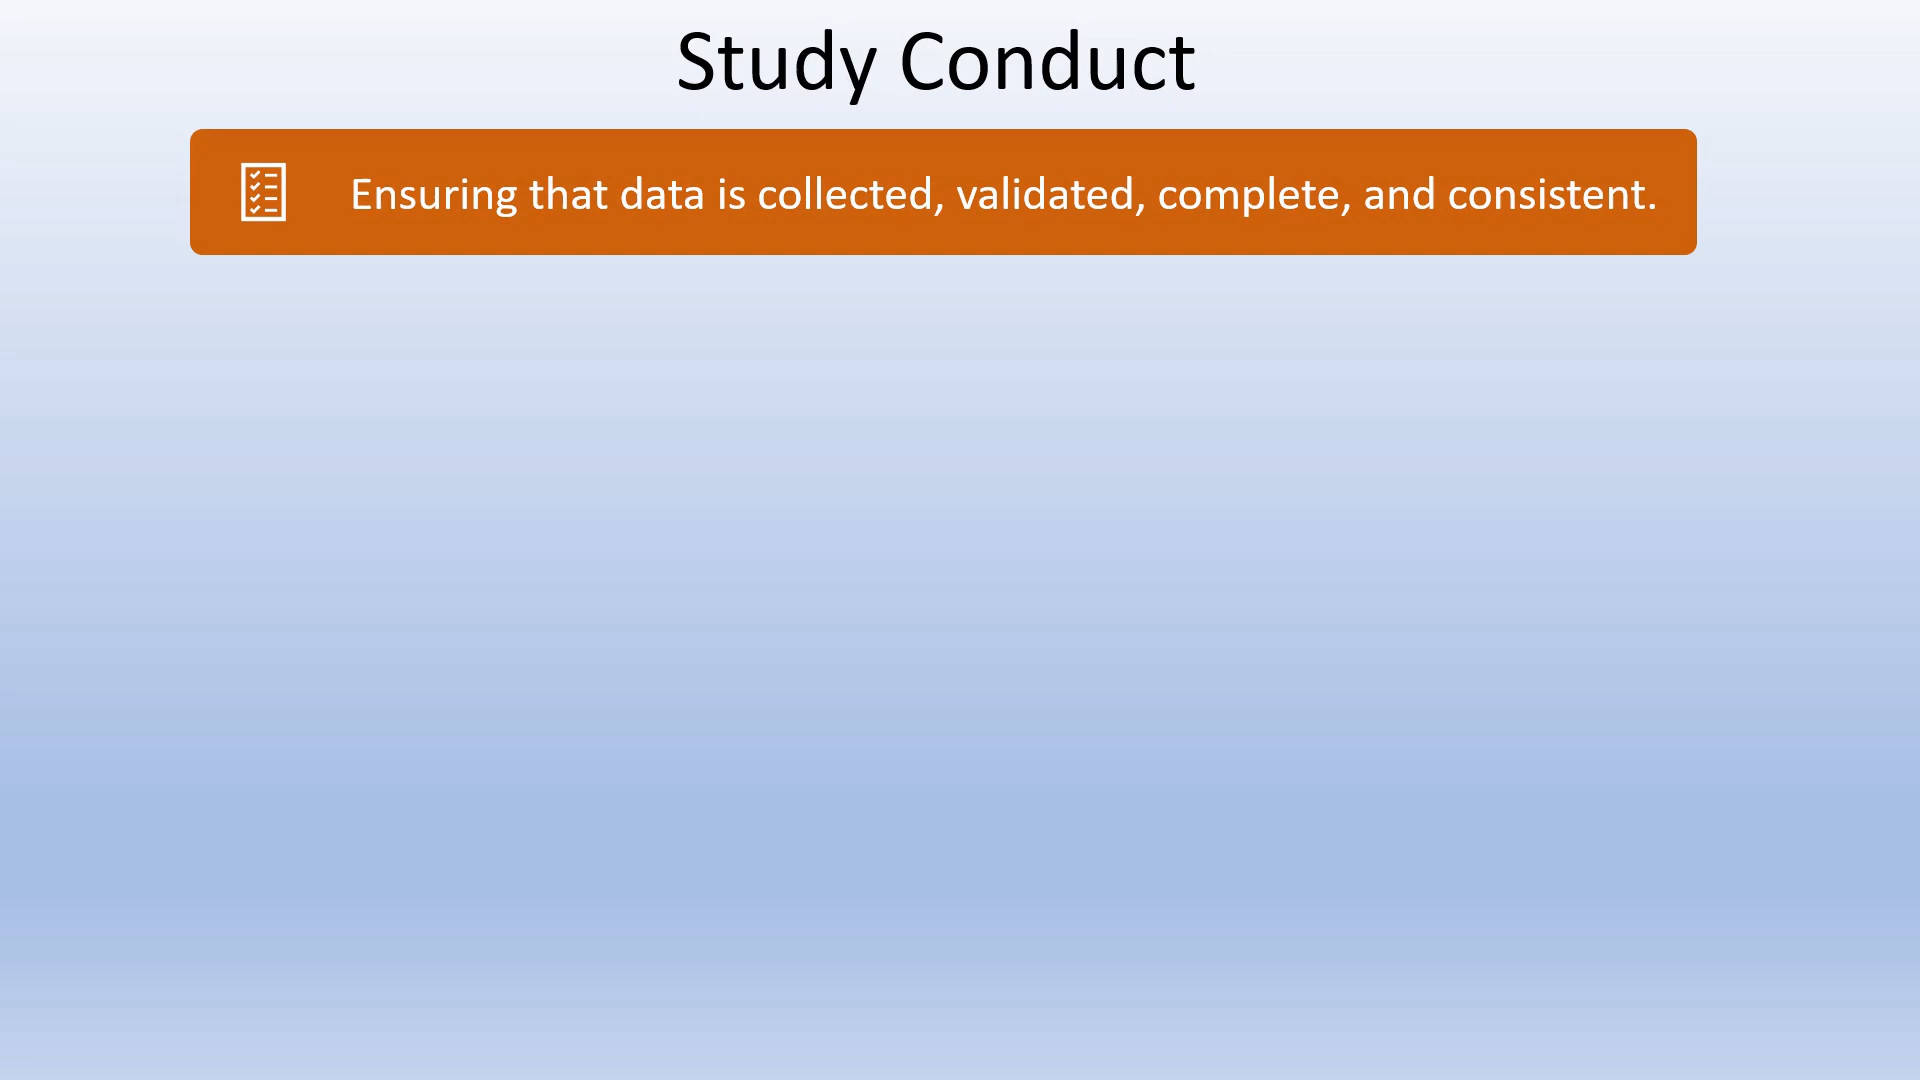 Study Conduct
Ensuring that data is collected, validated, complete, and consistent.